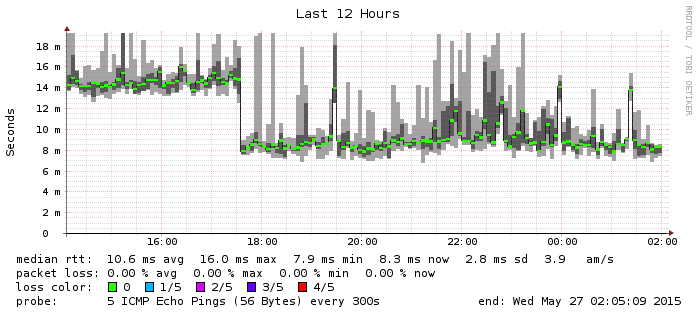 Last 12 Hours
RRDTOOL / TOBI OETIKER
Seconds
18 m
16 m
14 m
12 m
10 m
8 m
6 m
4 m
2 m
0
16:00 18:00 20:00 22:00 00:00 02:00
median rtt: 10.6 ms avg 16.0 ms max 7.9 ms min 8.3 ms now 2.8 ms sd 3.9 am/s
packet loss: 0.00 % avg 0.00 % max 0.00 % min 0.00 % now
loss color: 0 1/5 2/5 3/5 4/5
probe: 5 ICMP Echo Pings (56 Bytes) every 300s end: Wed May 27 02:05:09 2015